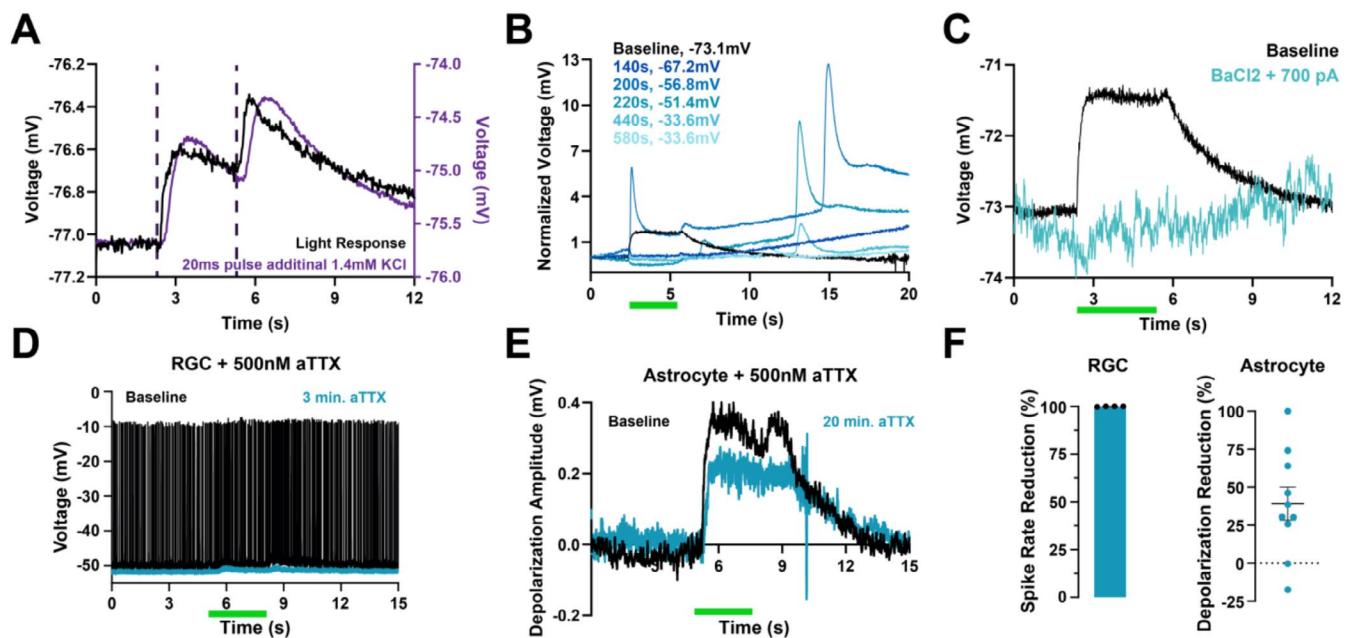 A
-76.2
-76.4
-76.6
-76.8
-77.0
-77.2
Voltage (mV)
-74.0
-74.5
-75.0
-75.5
-76.0
Voltage (mV)
Light Response
20ms pulse additinal 1.4mM KCl
0 3 6 9 12
Time (s)
B
Baseline, -73.1mV
140s, -67.2mV
200s, -56.8mV
220s, -51.4mV
440s, -33.6mV
580s, -33.6mV
Normalized Voltage (mV)
13
9
5
1
0 5 10 15 20
Time (s)
C
Baseline
BaCl2 + 700 pA
Voltage (mV)
-71
-72
-73
-74
0 3 6 9 12
Time (s)
D
RGC + 500nM aTTX
Baseline
3 min. aTTX
Voltage (mV)
0
-10
-20
-30
-40
-50
0 3 6 9 12 15
Time (s)
E
Astrocyte + 500nM aTTX
Baseline
20 min. aTTX
Depolarization Amplitude (mV)
0.4
0.2
0.0
-0.2
3 6 9 12 15
Time (s)
F
RGC
Spike Rate Reduction (%)
100
75
50
25
0
Astrocyte
Depolarization Reduction (%)
100
75
50
25
0
-25